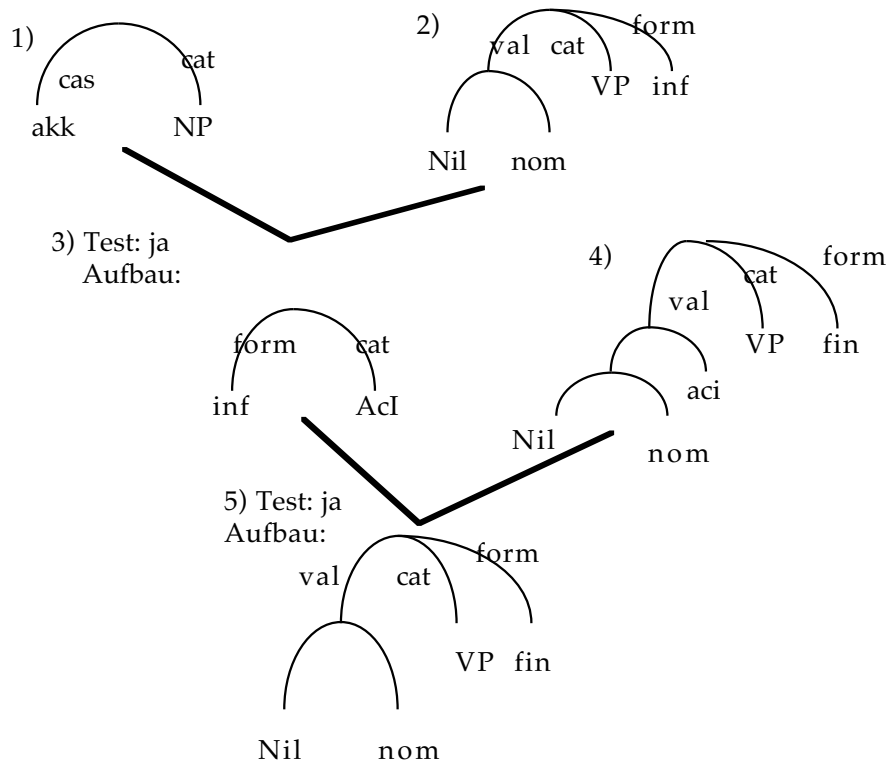 1)
cas
cat
akk
NP
2)
val
cat
form
VP
inf
Nil
nom
3) Test: ja
Aufbau:
form
cat
inf
AcI
4)
val
cat
form
VP
fin
aci
Nil
nom
5) Test: ja
Aufbau:
val
cat
form
VP
fin
Nil
nom